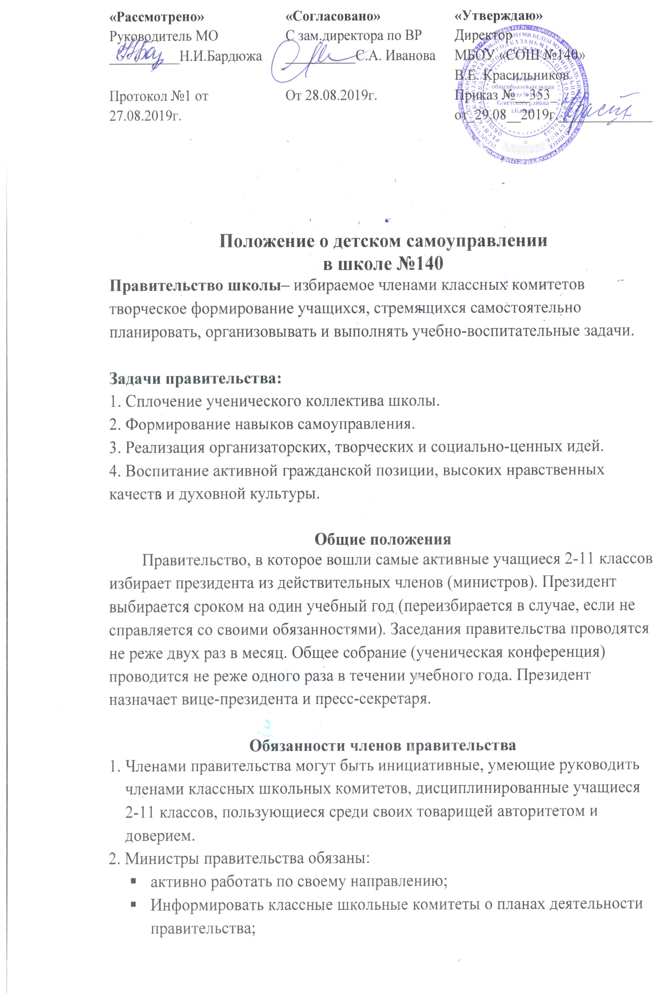 «Рассмотрено»
Руководитель МО
____________Н.И.Бардюжа
Протокол №1 от
27.08.2019г.
«Согласовано»
С зам.директора по ВР
____________С.А. Иванова
От 28.08.2019г.
«Утверждаю»
Директор
МБОУ «СОШ №140»
В.Е. Красильников
Приказ №__353_
от_29.08__2019г.________________
общеобразовательная
Советского района
г.Казани
Положение о детском самоуправлении
в школе №140
Правительство школы– избираемое членами классных комитетов
творческое формирование учащихся, стремящихся самостоятельно
планировать, организовывать и выполнять учебно-воспитательные задачи.
Задачи правительства:
1. Сплочение ученического коллектива школы.
2. Формирование навыков самоуправления.
3. Реализация организаторских, творческих и социально-ценных идей.
4. Воспитание активной гражданской позиции, высоких нравственных
качеств и духовной культуры.
Общие положения
Правительство, в которое вошли самые активные учащиеся 2-11 классов
избирает президента из действительных членов (министров). Президент
выбирается сроком на один учебный год (переизбирается в случае, если не
справляется со своими обязанностями). Заседания правительства проводятся
не реже двух раз в месяц. Общее собрание (ученическая конференция)
проводится не реже одного раза в течении учебного года. Президент
назначает вице-президента и пресс-секретаря.
Обязанности членов правительства
1. Членами правительства могут быть инициативные, умеющие руководить
членами классных школьных комитетов, дисциплинированные учащиеся
2-11 классов, пользующиеся среди своих товарищей авторитетом и
доверием.
2. Министры правительства обязаны:
▪ активно работать по своему направлению;
▪ Информировать классные школьные комитеты о планах деятельности
правительства;